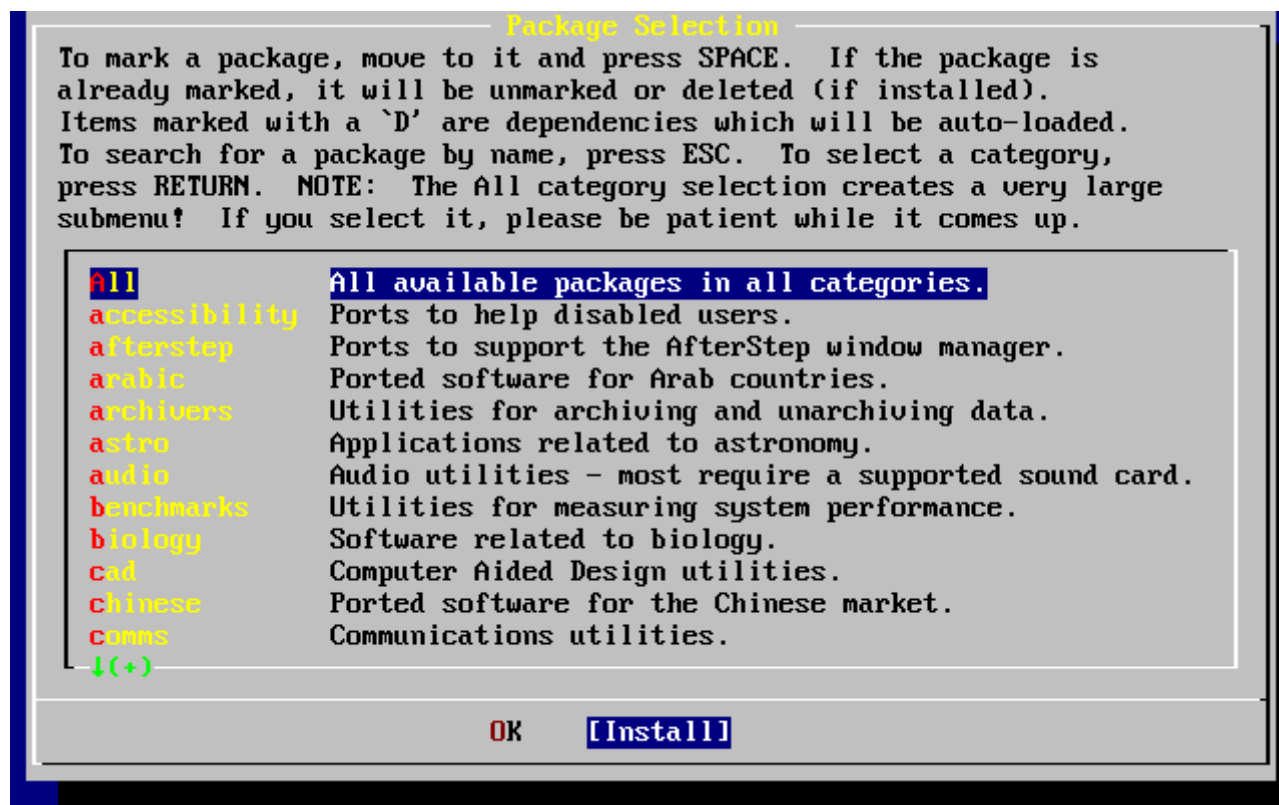 Package Selection
To mark a package, move to it and press SPACE.  If the package is
already marked, it will be unmarked or deleted (if installed).
Items marked with a `D' are dependencies which will be auto-loaded.
To search for a package by name, press ESC.  To select a category,
press RETURN.  NOTE:  The All category selection creates a very large
submenu!  If you select it, please be patient while it comes up.
All All available packages in all categories.
accessibility Ports to help disabled users.
afterstep Ports to support the AfterStep window manager.
arabic Ported software for Arab countries.
archivers Utilities for archiving and unarchiving data.
astro Applications related to astronomy.
audio Audio utilities - most require a supported sound card.
benchmarks Utilities for measuring system performance.
biology Software related to biology.
cad Computer Aided Design utilities.
chinese Ported software for the Chinese market.
comms Communications utilities.
↓(+)
OK [Install]